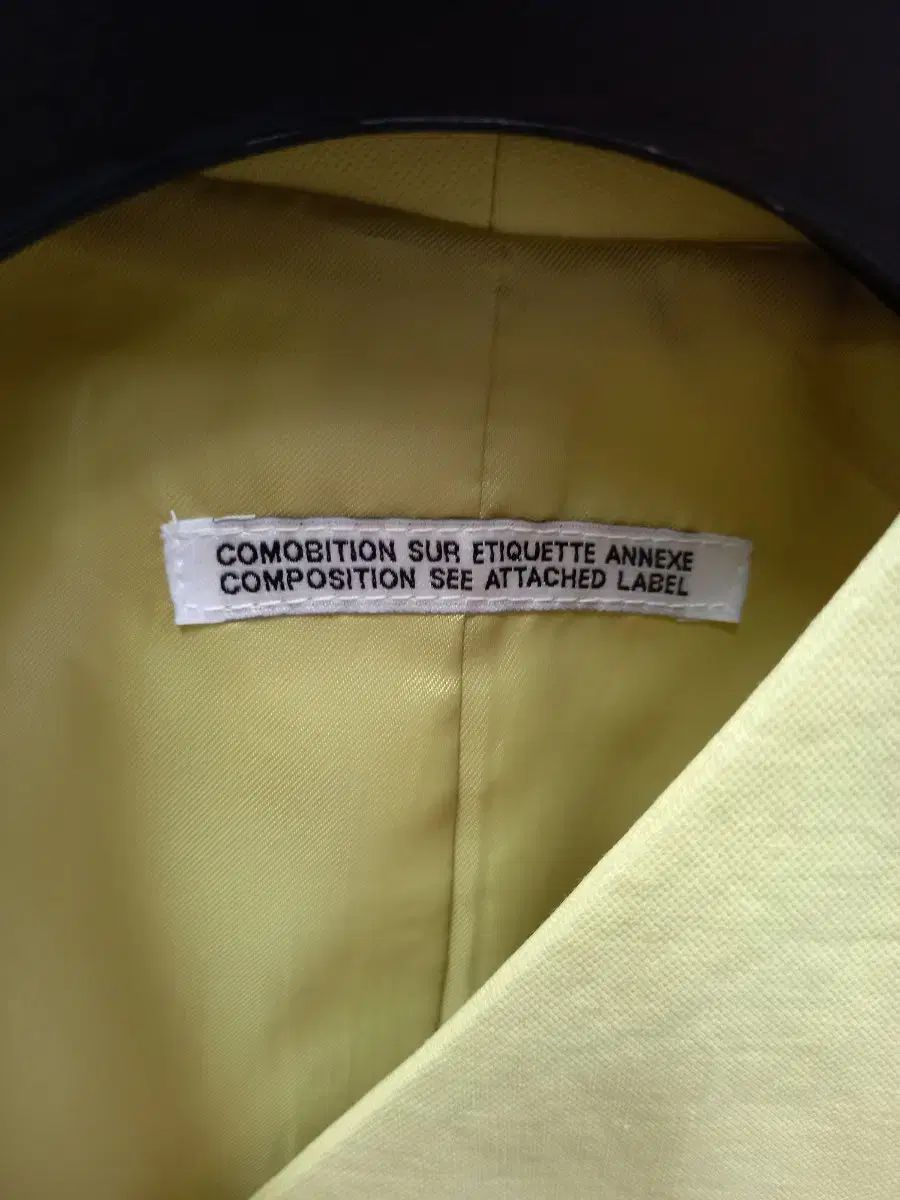 COMOBITION SUR ETIQUETTE ANNEXE
COMPOSITION SEE ATTACHED LABEL